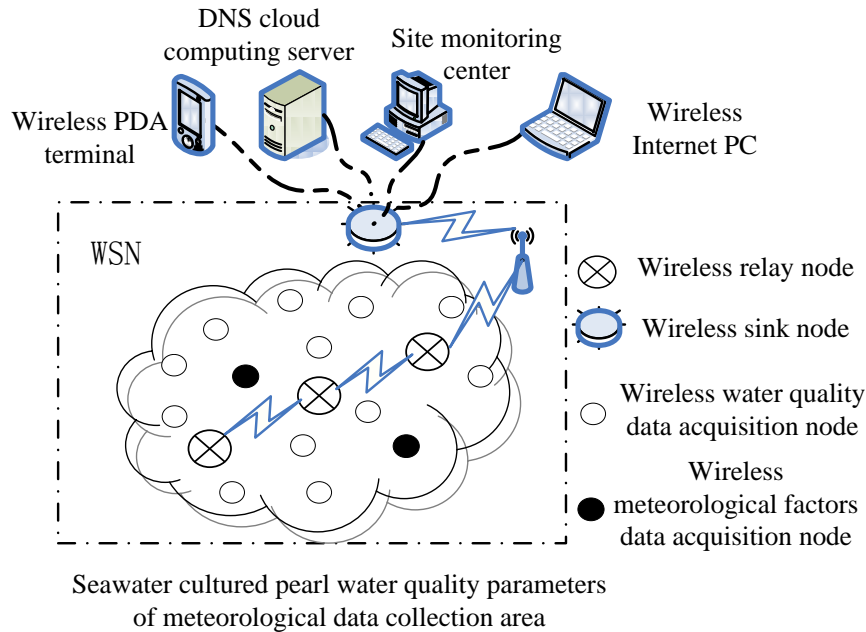 DNS cloud
computing server
Site monitoring
center
Wireless PDA
terminal
Wireless
Internet PC
WSN
Wireless relay node
Wireless sink node
Wireless water quality
data acquisition node
Wireless
meteorological factors
data acquisition node
Seawater cultured pearl water quality parameters
of meteorological data collection area